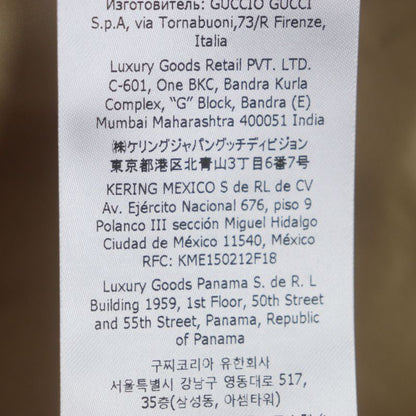 Изготовитель: GUCCIO GUCCI
S.p.A, via Tornabuoni,73/R Firenze,
Italia
Luxury Goods Retail PVT. LTD.
C-601, One BKC, Bandra Kurla
Complex, “G” Block, Bandra (E)
Mumbai Maharashtra 400051 India
㈱ケリングジャパングッチディビジョン
東京都港区北青山3丁目6番7号
KERING MEXICO S de RL de CV
Av. Ejército Nacional 676, piso 9
Polanco III sección Miguel Hidalgo
Ciudad de México 11540, México
RFC: KME150212F18
Luxury Goods Panama S. de R. L
Building 1959, 1st Floor, 50th Street
and 55th Street, Panama, Republic
of Panama
구찌코리아 유한회사
서울특별시 강남구 영동대로 517,
35층(삼성동, 아셈타워)